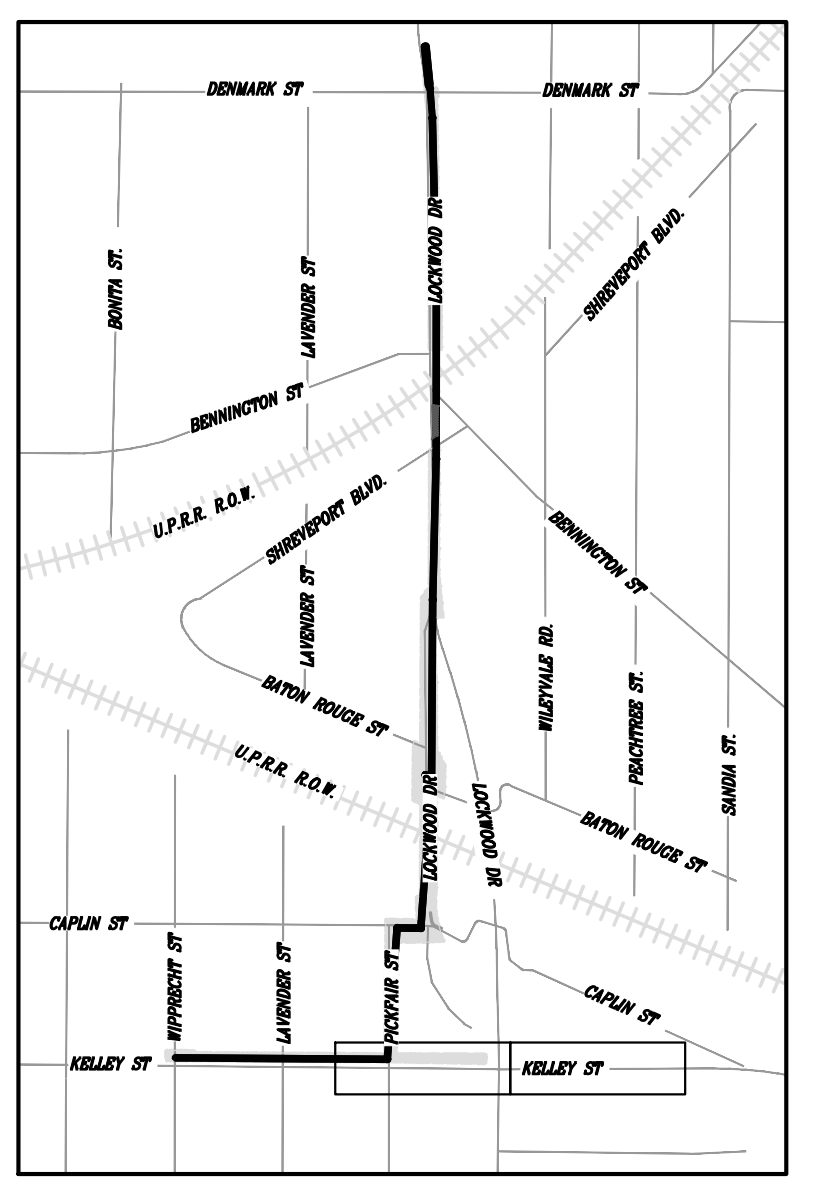 DENMARK ST
DENMARK ST
LOCKWOOD DR
SHREVEPORT BLVD.
BONITA ST.
LAVENDER ST
BENNINGTON ST
U.P.R.R. R.O.W.
SHREVEPORT BLVD.
BENNINGTON ST
LAVENDER ST
WILEYVALE RD.
PEACHTREE ST.
BATON ROUGE ST
SANDIA ST.
U.P.R.R. R.O.W.
LOCKWOOD DR
LOCKWOOD DR
BATON ROUGE ST
CAPLIN ST
WIPPRECHT ST
LAVENDER ST
PICKFAIR ST
CAPLIN ST
KELLEY ST
KELLEY ST